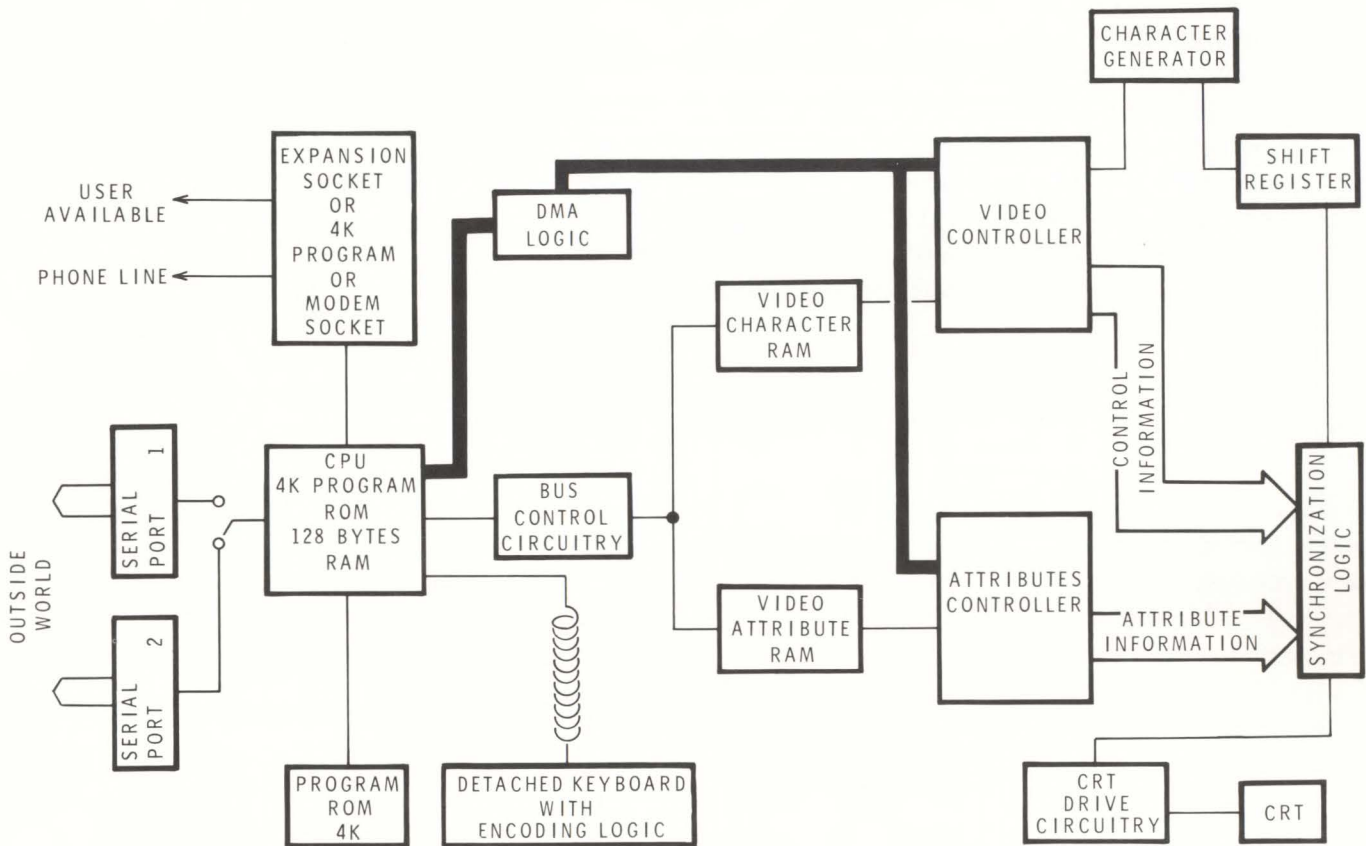 CHARACTER
GENERATOR
EXPANSION
SOCKET
OR
4K
PROGRAM
OR
MODEM
SOCKET
USER
AVAILABLE
PHONE LINE
DMA
LOGIC
VIDEO
CONTROLLER
SHIFT
REGISTER
VIDEO
CHARACTER
RAM
CONTROL
INFORMATION
OUTSIDE
WORLD
SERIAL
PORT 1
SERIAL
PORT 2
CPU
4K PROGRAM
ROM
128 BYTES
RAM
BUS
CONTROL
CIRCUITRY
VIDEO
ATTRIBUTE
RAM
ATTRIBUTES
CONTROLLER
ATTRIBUTE
INFORMATION
SYNCHRONIZATION
LOGIC
PROGRAM
ROM
4K
DETACHED KEYBOARD
WITH
ENCODING LOGIC
CRT
DRIVE
CIRCUITRY
CRT